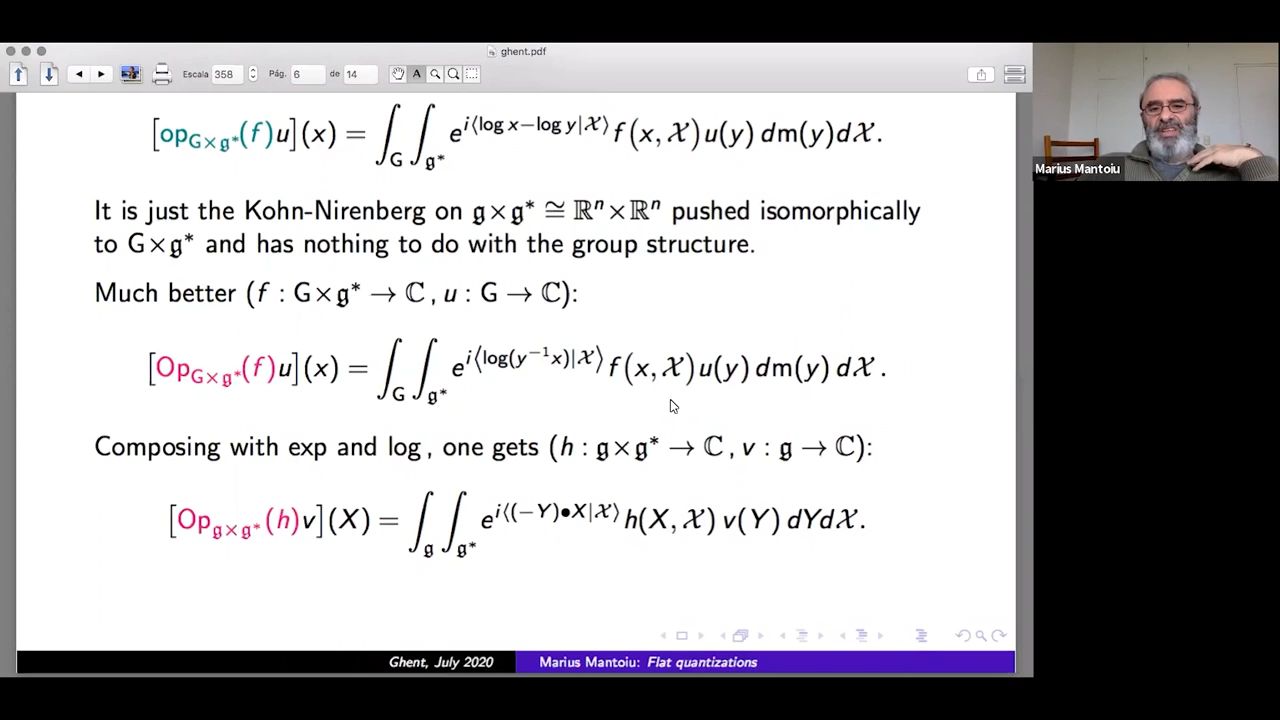 ghent.pdf
Escala 358 Pág. 6 de 14 A
[op_{G×𝔤*}(f)u](x) = ∫_G ∫_{𝔤*} e^{i⟨log x−log y|𝒳⟩} f(x, 𝒳) u(y) dm(y)d𝒳.
It is just the Kohn-Nirenberg on 𝔤×𝔤* ≅ ℝⁿ×ℝⁿ pushed isomorphically
to G×𝔤* and has nothing to do with the group structure.
Much better (f : G×𝔤* → ℂ, u : G → ℂ):
[Op_{G×𝔤*}(f)u](x) = ∫_G ∫_{𝔤*} e^{i⟨log(y⁻¹x)|𝒳⟩} f(x, 𝒳) u(y) dm(y) d𝒳.
Composing with exp and log, one gets (h : 𝔤×𝔤* → ℂ, v : 𝔤 → ℂ):
[Op_{𝔤×𝔤*}(h)v](X) = ∫_𝔤 ∫_{𝔤*} e^{i⟨(−Y)•X|𝒳⟩} h(X, 𝒳) v(Y) dYd𝒳.
Ghent, July 2020 Marius Mantoiu: Flat quantizations
Marius Mantoiu